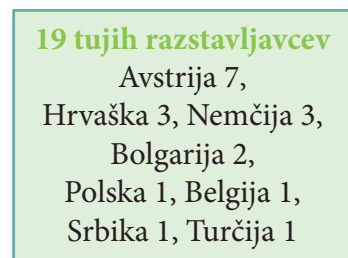 19 tujih razstavljavcev
Avstrija 7,
Hrvaška 3, Nemčija 3,
Bolgarija 2,
Polska 1, Belgija 1,
Srbika 1, Turčija 1